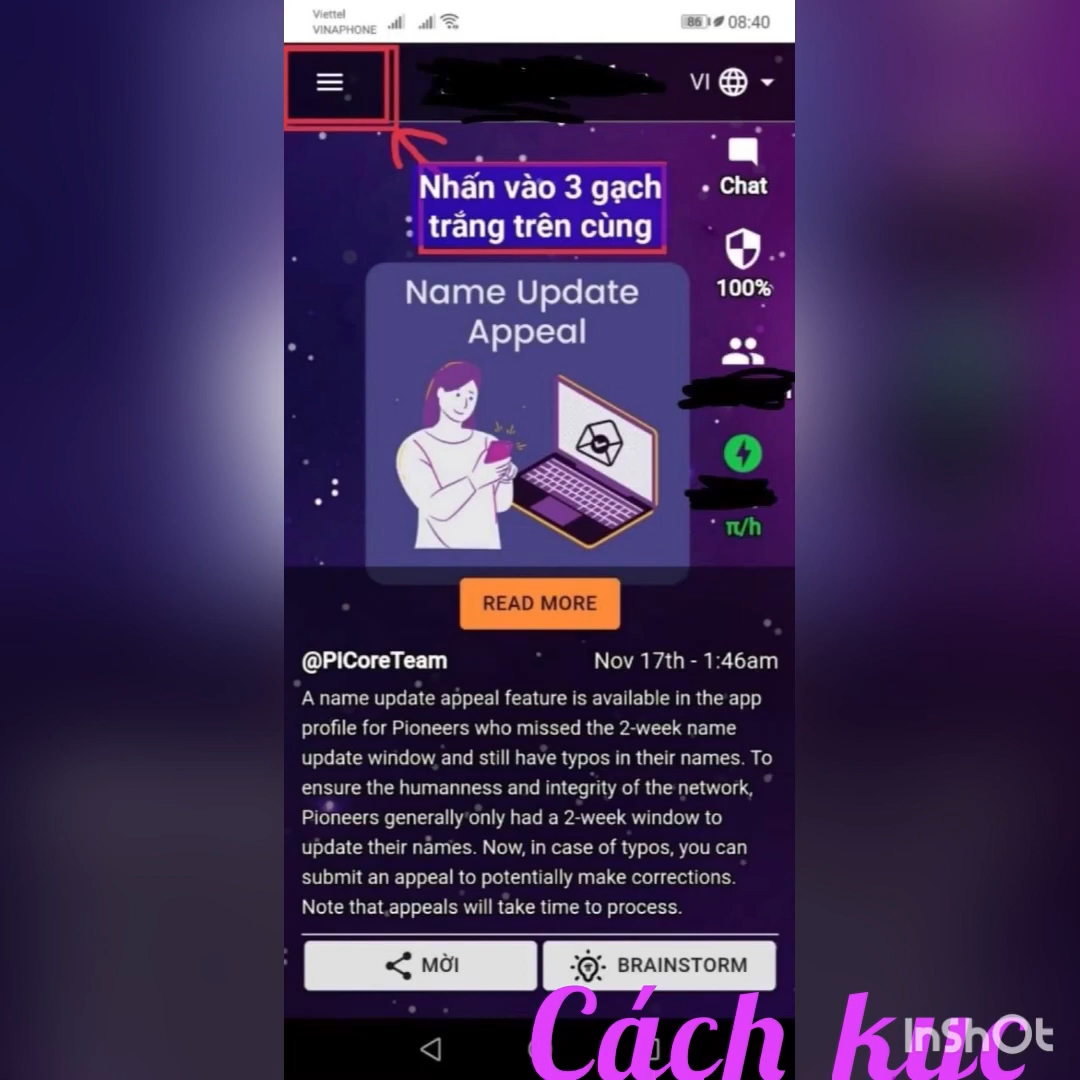 Viettel
VINAPHONE
86
08:40
VI
Nhấn vào 3 gạch
trắng trên cùng
Chat
100%
Name Update
Appeal
π/h
READ MORE
@PICoreTeam
Nov 17th - 1:46am
A name update appeal feature is available in the app
profile for Pioneers who missed the 2-week name
update window and still have typos in their names. To
ensure the humanness and integrity of the network,
Pioneers generally only had a 2-week window to
update their names. Now, in case of typos, you can
submit an appeal to potentially make corrections.
Note that appeals will take time to process.
MỜI
BRAINSTORM
Cách kyc
InShOt